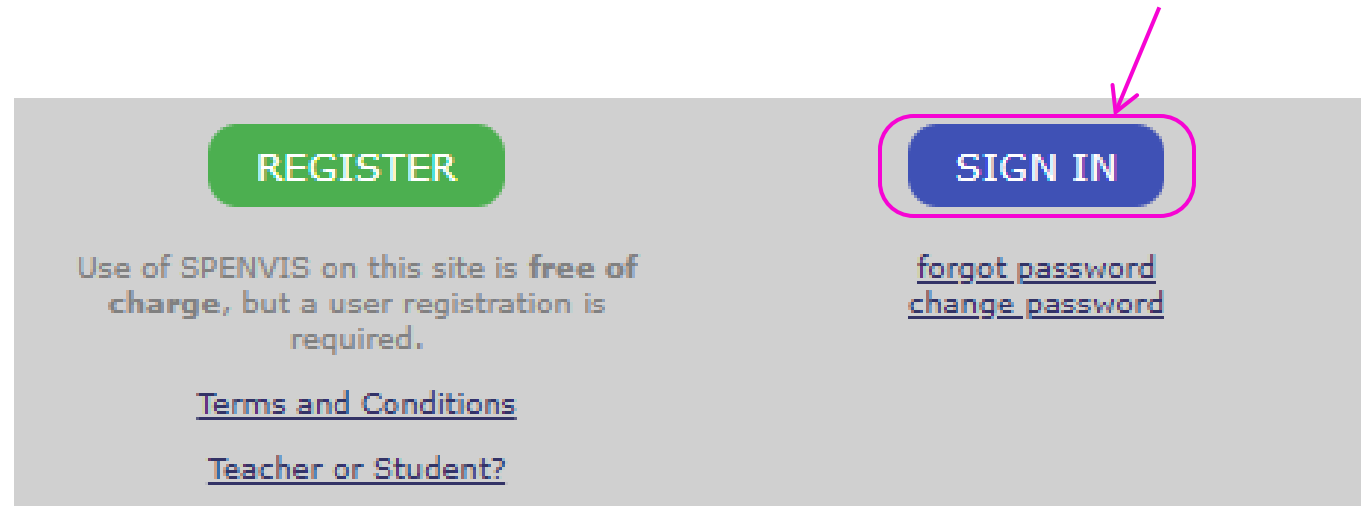 REGISTER
SIGN IN
Use of SPENVIS on this site is free of
charge, but a user registration is
required.
Terms and Conditions
Teacher or Student?
forgot password
change password